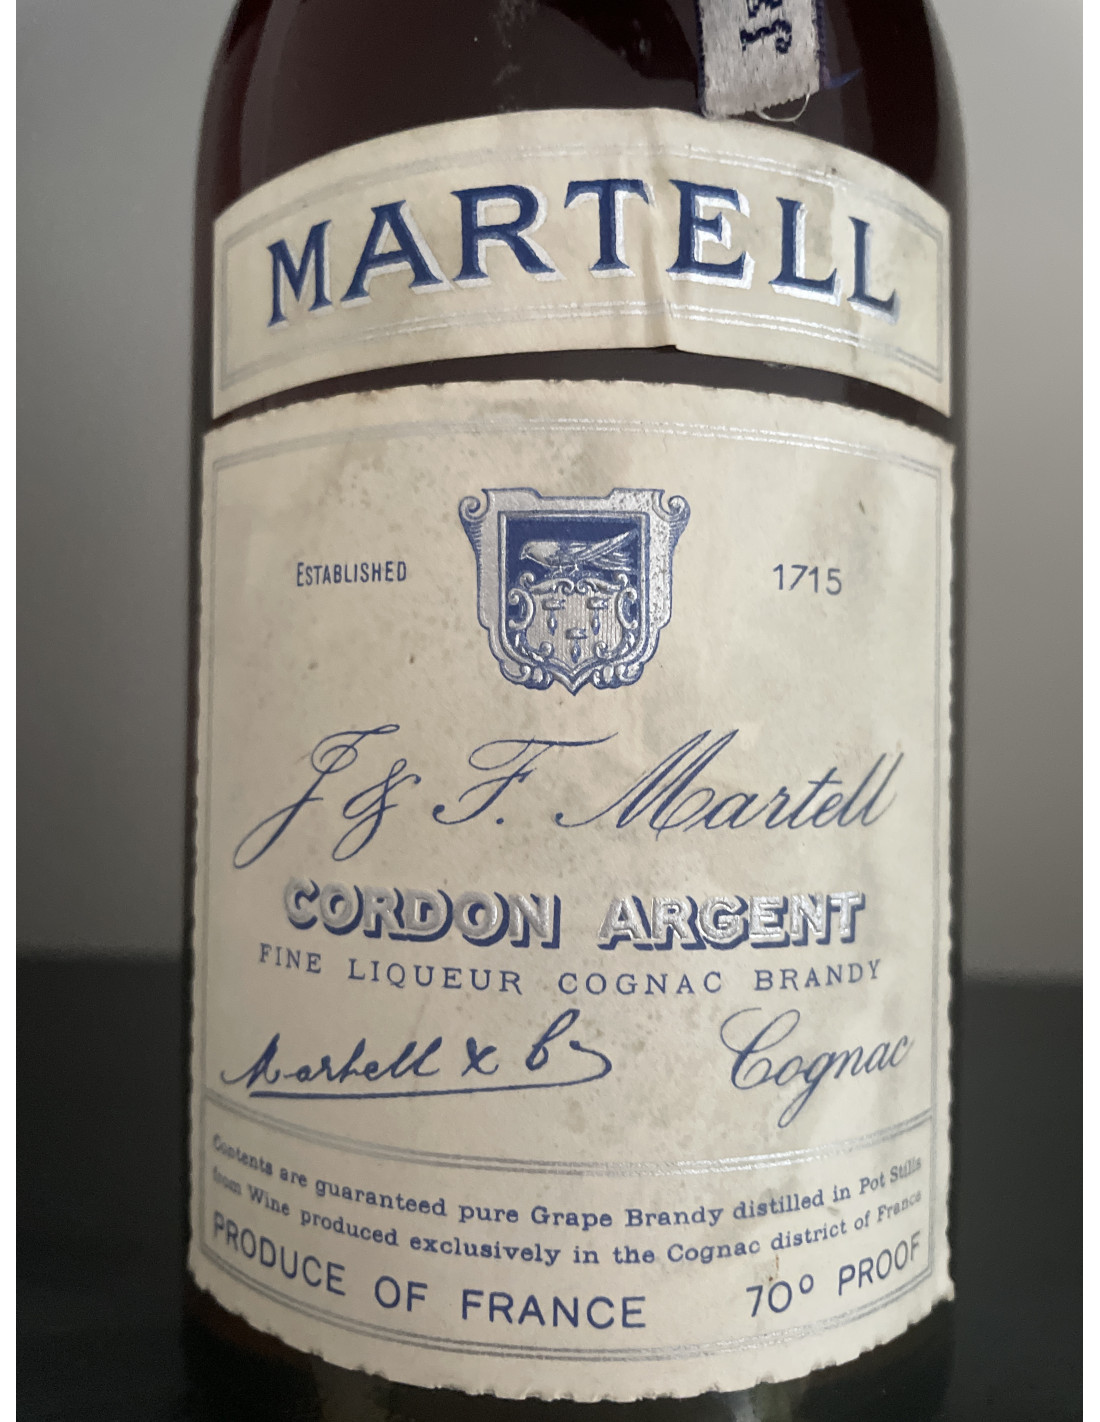 MARTELL
ESTABLISHED 1715
J & F. Martell
CORDON ARGENT
FINE LIQUEUR COGNAC BRANDY
Martell & Co Cognac
Contents are guaranteed pure Grape Brandy distilled in Pot Stills
from Wine produced exclusively in the Cognac district of France
PRODUCE OF FRANCE 70° PROOF